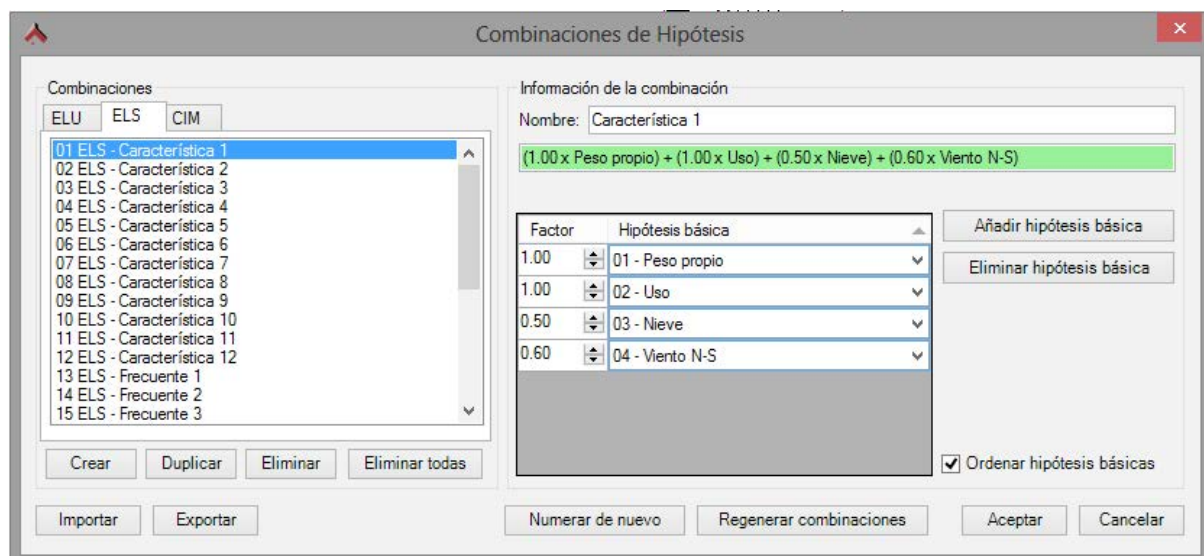 Combinaciones de Hipótesis
Combinaciones
ELU ELS CIM
01 ELS - Característica 1
02 ELS - Característica 2
03 ELS - Característica 3
04 ELS - Característica 4
05 ELS - Característica 5
06 ELS - Característica 6
07 ELS - Característica 7
08 ELS - Característica 8
09 ELS - Característica 9
10 ELS - Característica 10
11 ELS - Característica 11
12 ELS - Característica 12
13 ELS - Frecuente 1
14 ELS - Frecuente 2
15 ELS - Frecuente 3
Crear Duplicar Eliminar Eliminar todas
Información de la combinación
Nombre: Característica 1
(1.00 x Peso propio) + (1.00 x Uso) + (0.50 x Nieve) + (0.60 x Viento N-S)
Factor Hipótesis básica
1.00 01 - Peso propio
1.00 02 - Uso
0.50 03 - Nieve
0.60 04 - Viento N-S
Añadir hipótesis básica
Eliminar hipótesis básica
Ordenar hipótesis básicas
Importar Exportar Numerar de nuevo Regenerar combinaciones Aceptar Cancelar